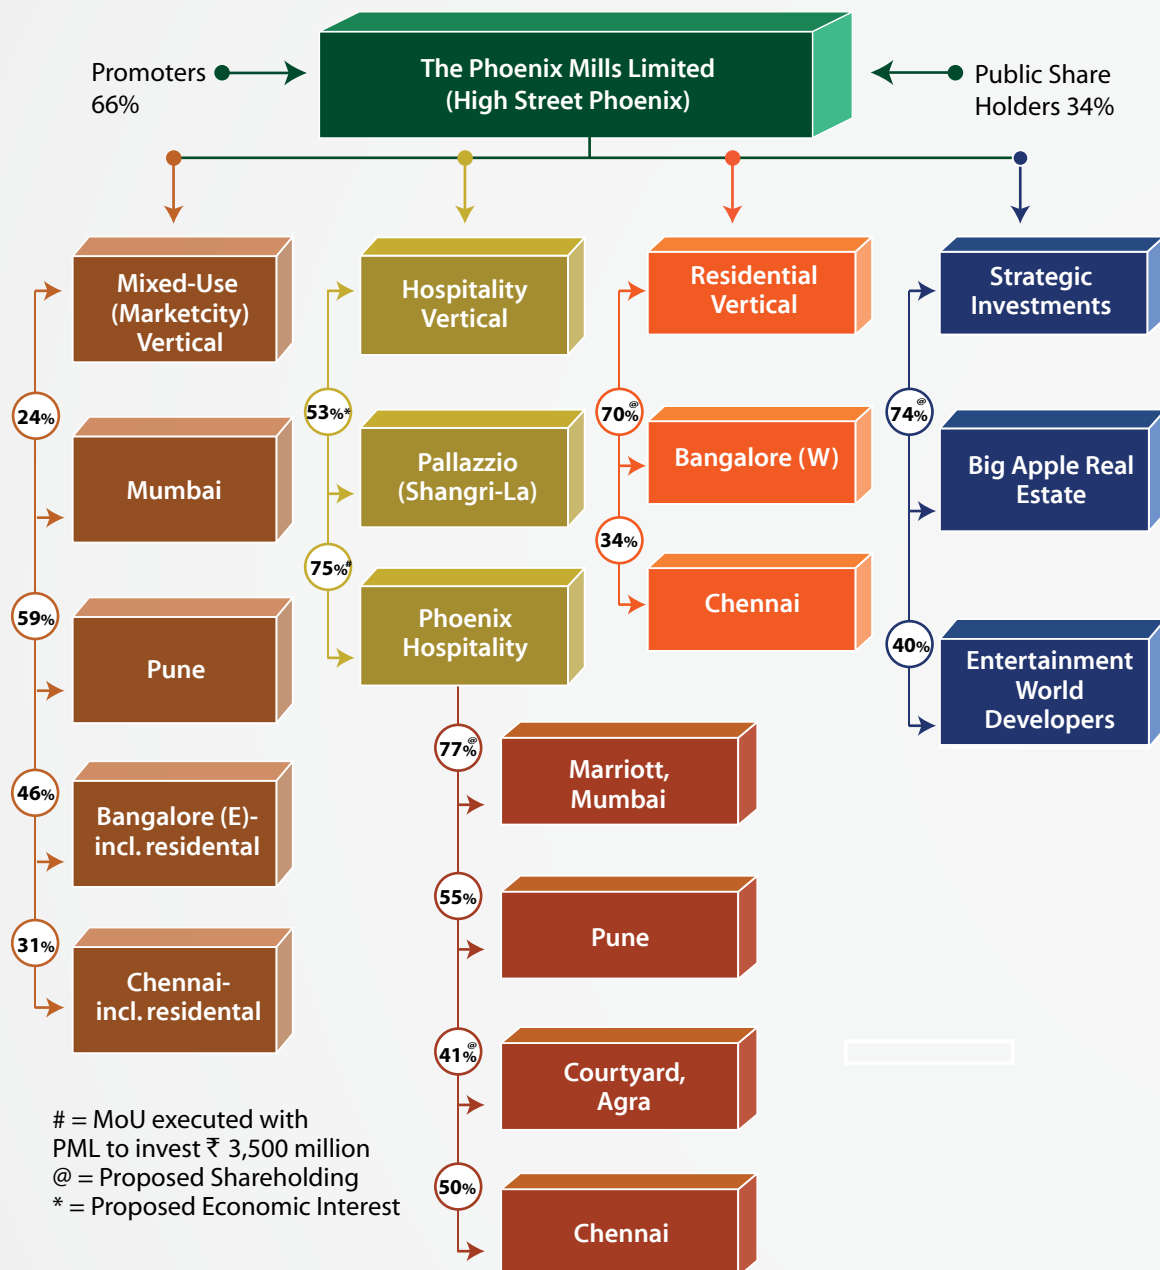 Promoters
66%
The Phoenix Mills Limited
(High Street Phoenix)
Public Share
Holders 34%
Mixed-Use
(Marketcity)
Vertical
24%
Mumbai
59%
Pune
46%
Bangalore (E)-
incl. residental
31%
Chennai-
incl. residental
Hospitality
Vertical
53%*
Pallazzio
(Shangri-La)
75%#
Phoenix
Hospitality
77%@
Marriott,
Mumbai
55%
Pune
41%@
Courtyard,
Agra
50%
Chennai
Residential
Vertical
70%@
Bangalore (W)
34%
Chennai
Strategic
Investments
74%@
Big Apple Real
Estate
40%
Entertainment
World
Developers
# = MoU executed with
PML to invest ₹ 3,500 million
@ = Proposed Shareholding
* = Proposed Economic Interest